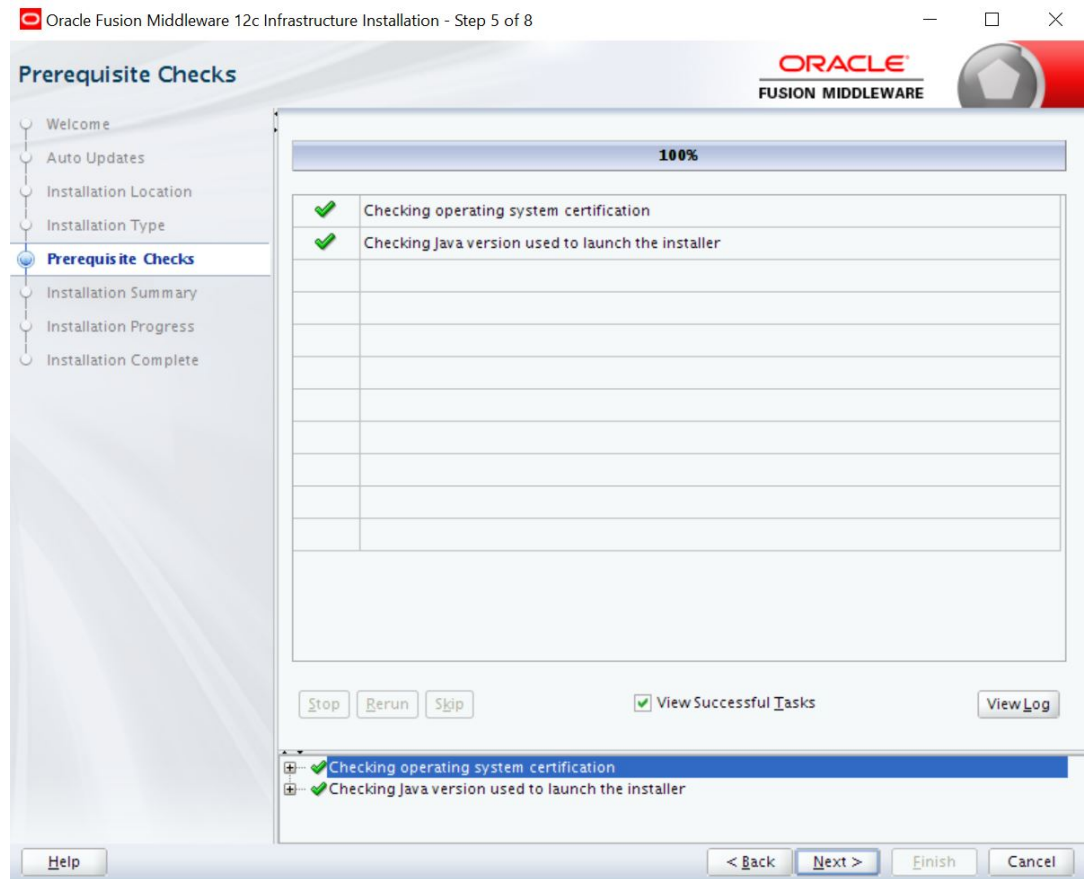 Oracle Fusion Middleware 12c Infrastructure Installation - Step 5 of 8
Prerequisite Checks
ORACLE
FUSION MIDDLEWARE
Welcome
Auto Updates
Installation Location
Installation Type
Prerequisite Checks
Installation Summary
Installation Progress
Installation Complete
100%
Checking operating system certification
Checking Java version used to launch the installer
Stop Rerun Skip View Successful Tasks View Log
Checking operating system certification
Checking Java version used to launch the installer
Help < Back Next > Finish Cancel